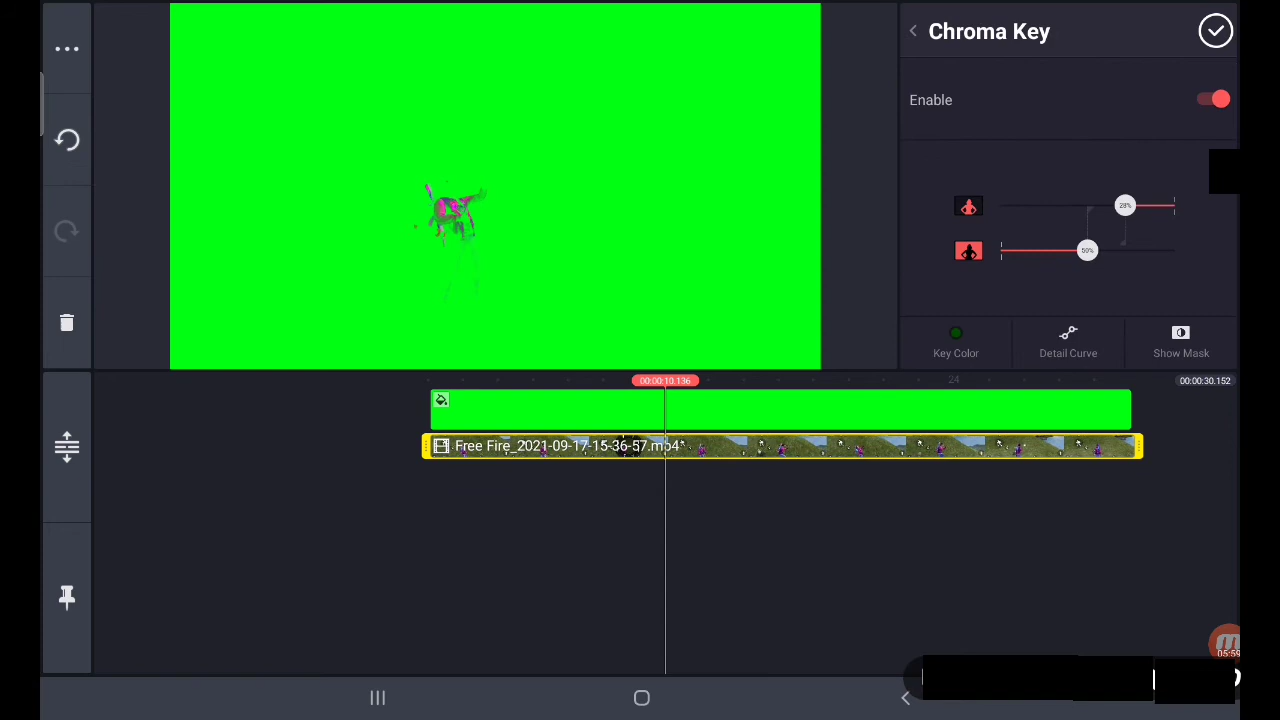 Chroma Key
Enable
28%
50%
Key Color
Detail Curve
Show Mask
00:00:10.136
24
00:00:30.152
Free Fire_2021-09-17-15-36-57.mp4
05:59